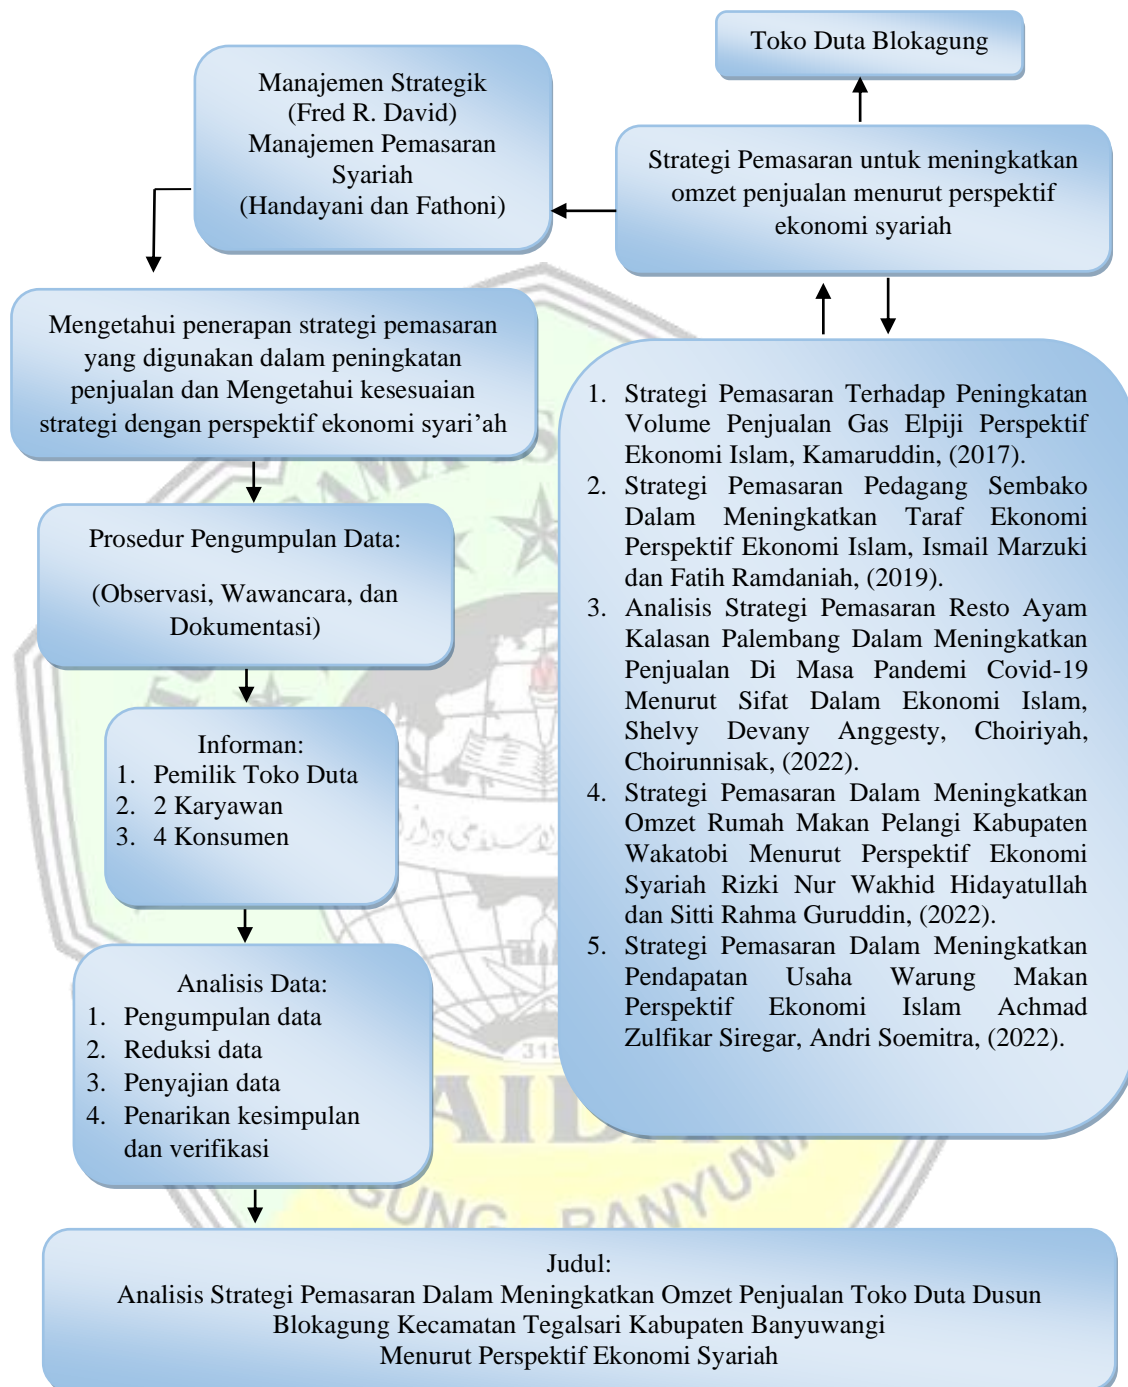 Toko Duta Blokagung
Manajemen Strategik
(Fred R. David)
Manajemen Pemasaran
Syariah
(Handayani dan Fathoni)
Strategi Pemasaran untuk meningkatkan
omzet penjualan menurut perspektif
ekonomi syariah
Mengetahui penerapan strategi pemasaran
yang digunakan dalam peningkatan
penjualan dan Mengetahui kesesuaian
strategi dengan perspektif ekonomi syari’ah
Prosedur Pengumpulan Data:
(Observasi, Wawancara, dan
Dokumentasi)
Informan:
1. Pemilik Toko Duta
2. 2 Karyawan
3. 4 Konsumen
Analisis Data:
1. Pengumpulan data
2. Reduksi data
3. Penyajian data
4. Penarikan kesimpulan
dan verifikasi
1. Strategi Pemasaran Terhadap Peningkatan
Volume Penjualan Gas Elpiji Perspektif
Ekonomi Islam, Kamaruddin, (2017).
2. Strategi Pemasaran Pedagang Sembako
Dalam Meningkatkan Taraf Ekonomi
Perspektif Ekonomi Islam, Ismail Marzuki
dan Fatih Ramdaniah, (2019).
3. Analisis Strategi Pemasaran Resto Ayam
Kalasan Palembang Dalam Meningkatkan
Penjualan Di Masa Pandemi Covid-19
Menurut Sifat Dalam Ekonomi Islam,
Shelvy Devany Anggesty, Choiriyah,
Choirunnisak, (2022).
4. Strategi Pemasaran Dalam Meningkatkan
Omzet Rumah Makan Pelangi Kabupaten
Wakatobi Menurut Perspektif Ekonomi
Syariah Rizki Nur Wakhid Hidayatullah
dan Sitti Rahma Guruddin, (2022).
5. Strategi Pemasaran Dalam Meningkatkan
Pendapatan Usaha Warung Makan
Perspektif Ekonomi Islam Achmad
Zulfikar Siregar, Andri Soemitra, (2022).
Judul:
Analisis Strategi Pemasaran Dalam Meningkatkan Omzet Penjualan Toko Duta Dusun
Blokagung Kecamatan Tegalsari Kabupaten Banyuwangi
Menurut Perspektif Ekonomi Syariah